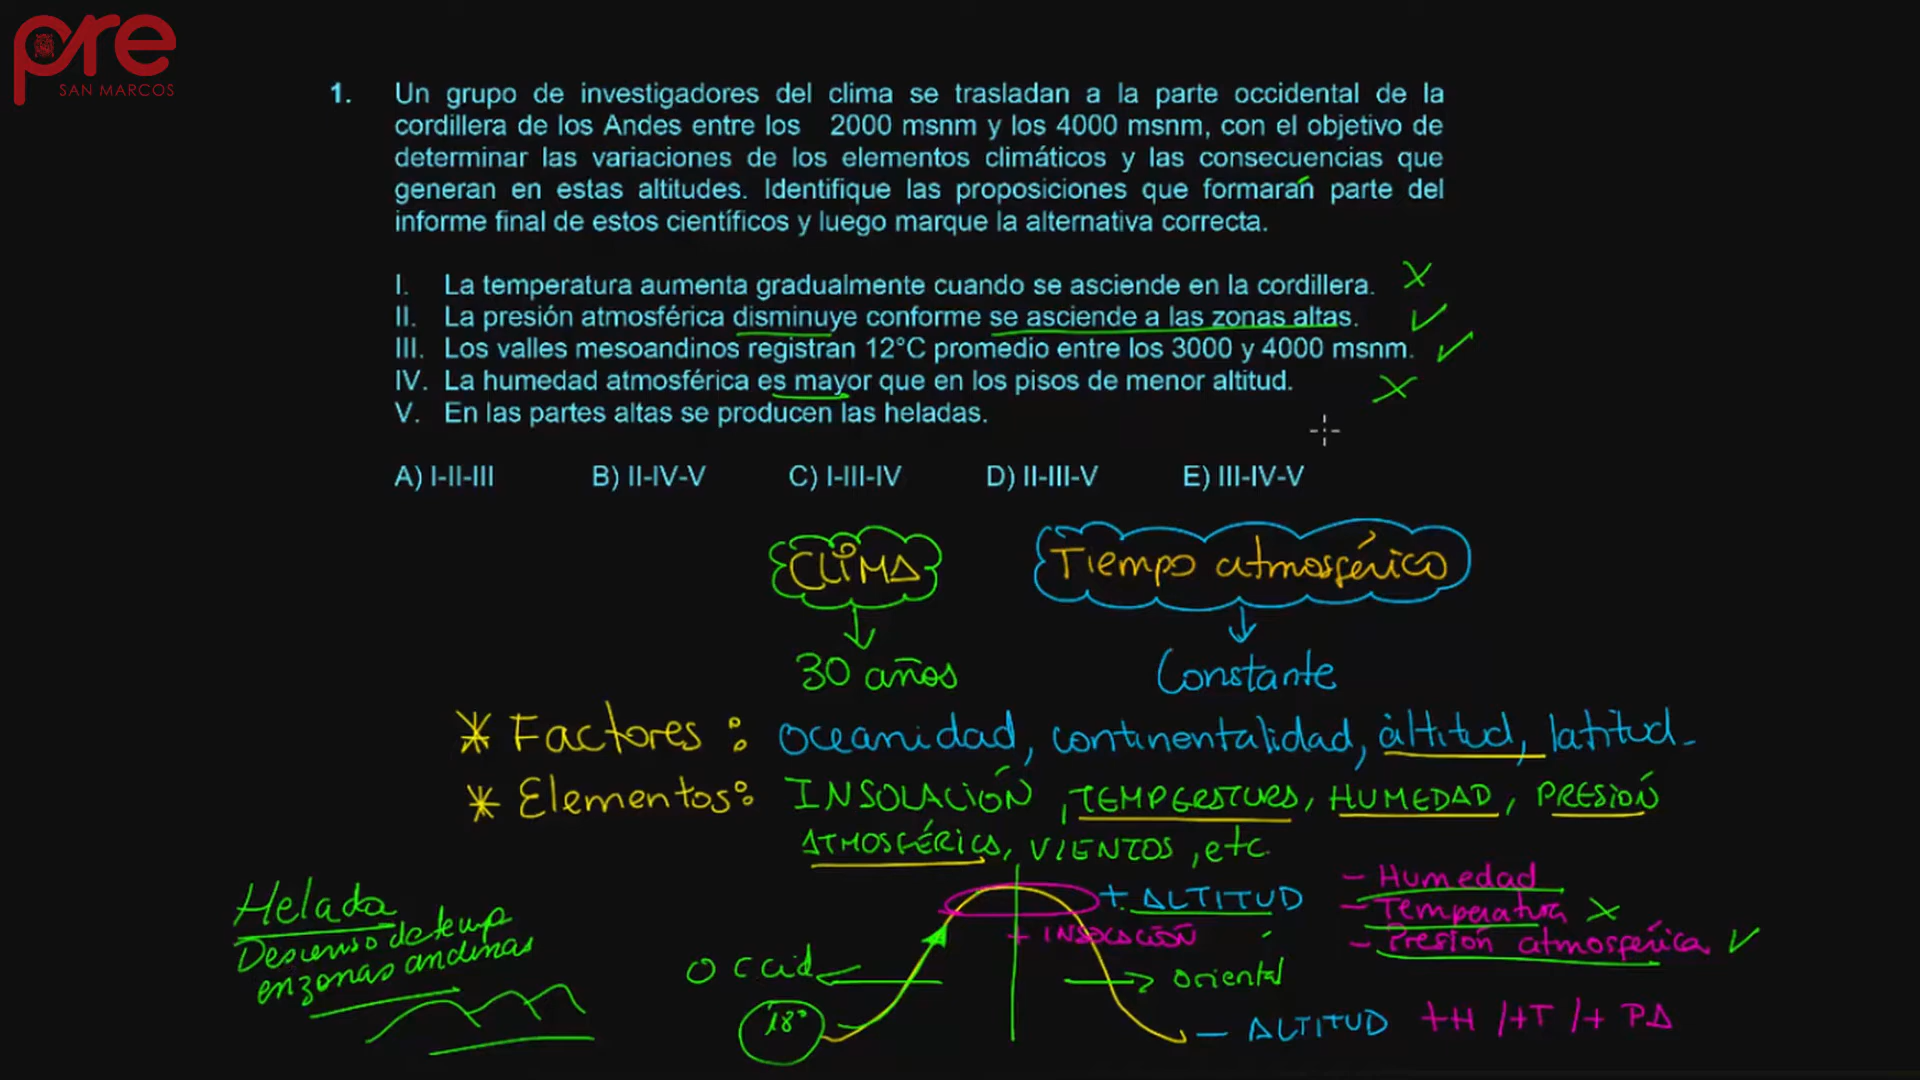 pre
SAN MARCOS
1. Un grupo de investigadores del clima se trasladan a la parte occidental de la
cordillera de los Andes entre los 2000 msnm y los 4000 msnm, con el objetivo de
determinar las variaciones de los elementos climáticos y las consecuencias que
generan en estas altitudes. Identifique las proposiciones que formarán parte del
informe final de estos científicos y luego marque la alternativa correcta.
I. La temperatura aumenta gradualmente cuando se asciende en la cordillera. X
II. La presión atmosférica disminuye conforme se asciende a las zonas altas. ✓
III. Los valles mesoandinos registran 12°C promedio entre los 3000 y 4000 msnm. ✓
IV. La humedad atmosférica es mayor que en los pisos de menor altitud. X
V. En las partes altas se producen las heladas.
A) I-II-III B) II-IV-V C) I-III-IV D) II-III-V E) III-IV-V
CLIMA Tiempo atmosférico
30 años Constante
* Factores: oceanidad, continentalidad, altitud, latitud-
* Elementos: INSOLACIÓN, TEMPERATURA, HUMEDAD, PRESIÓN
ATMOSFÉRICA, VIENTOS, etc.
Helada
Descenso de temp
en zonas andinas
+ ALTITUD
+ INSOLACIÓN
- Humedad
- Temperatura X
- Presión atmosférica ✓
Occid Oriental
18°
- ALTITUD +H /+T /+ PA